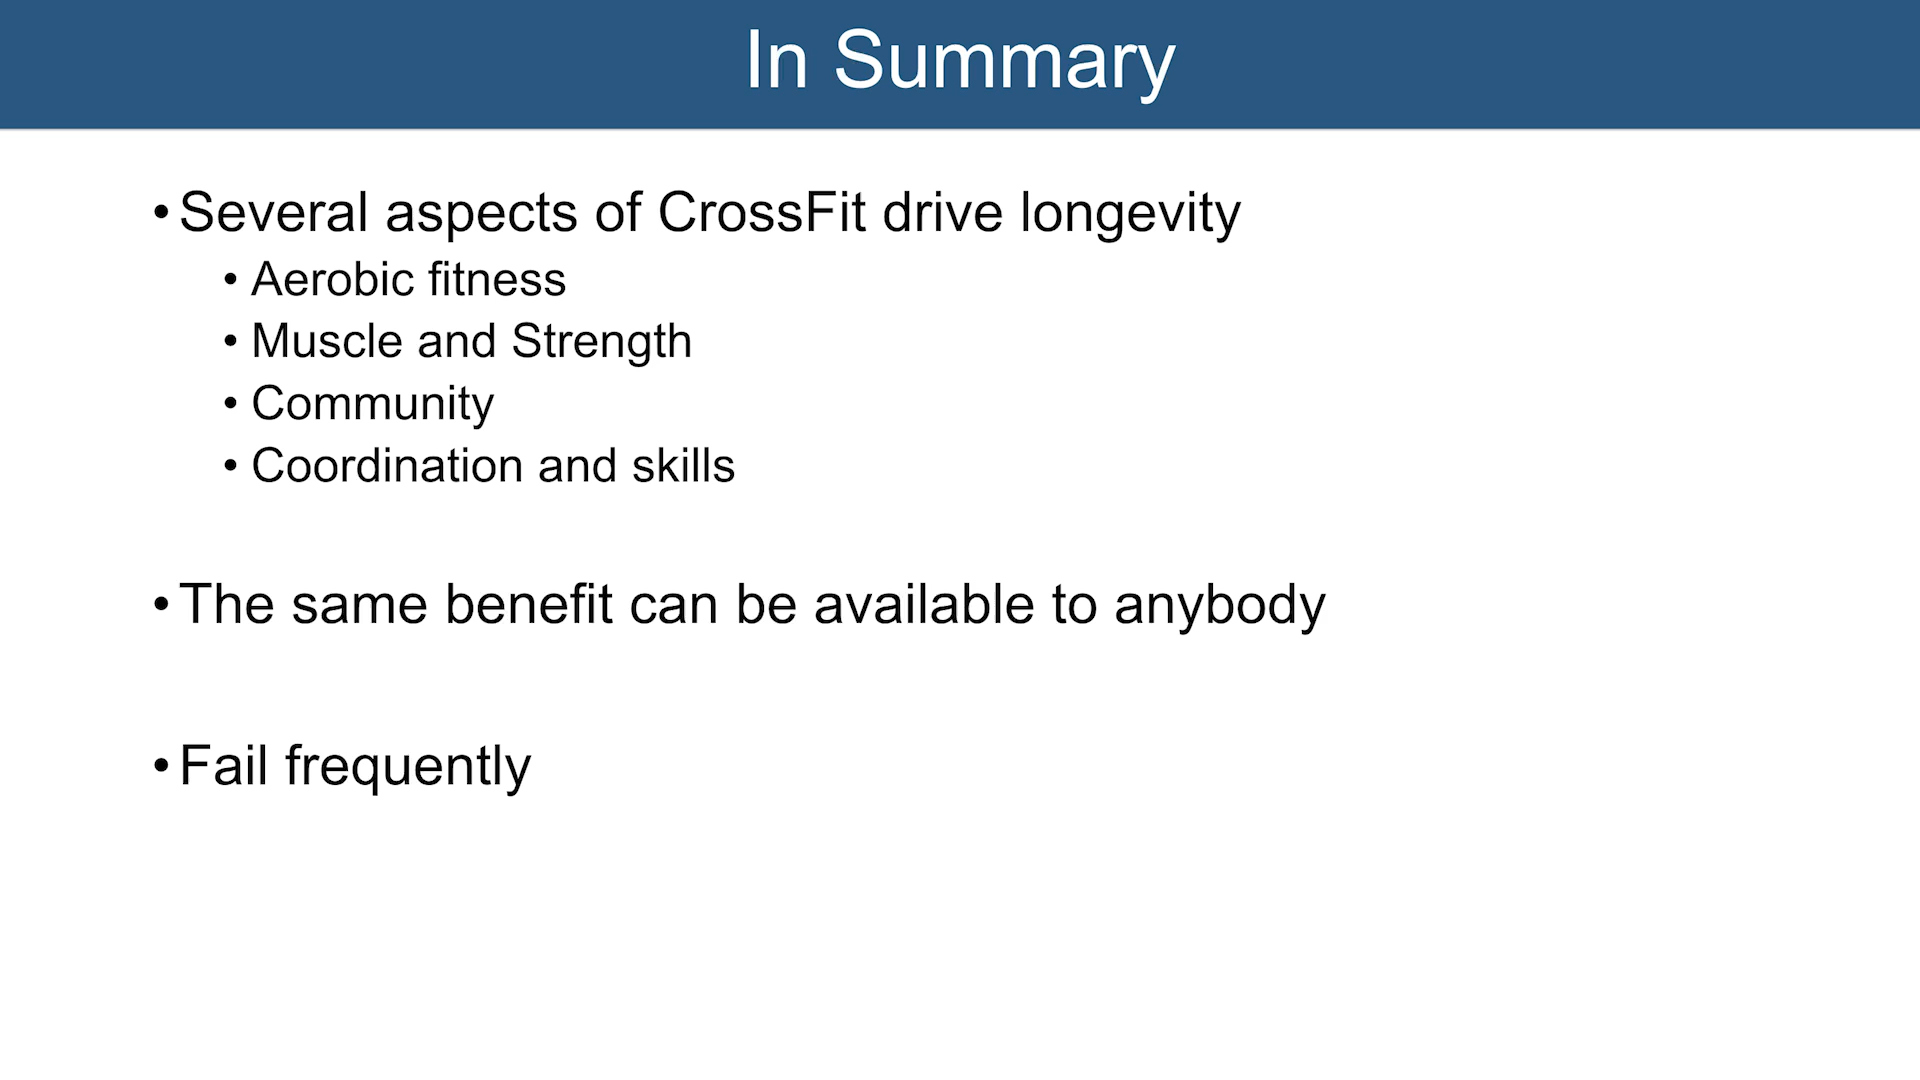 In Summary
• Several aspects of CrossFit drive longevity
• Aerobic fitness
• Muscle and Strength
• Community
• Coordination and skills
• The same benefit can be available to anybody
• Fail frequently